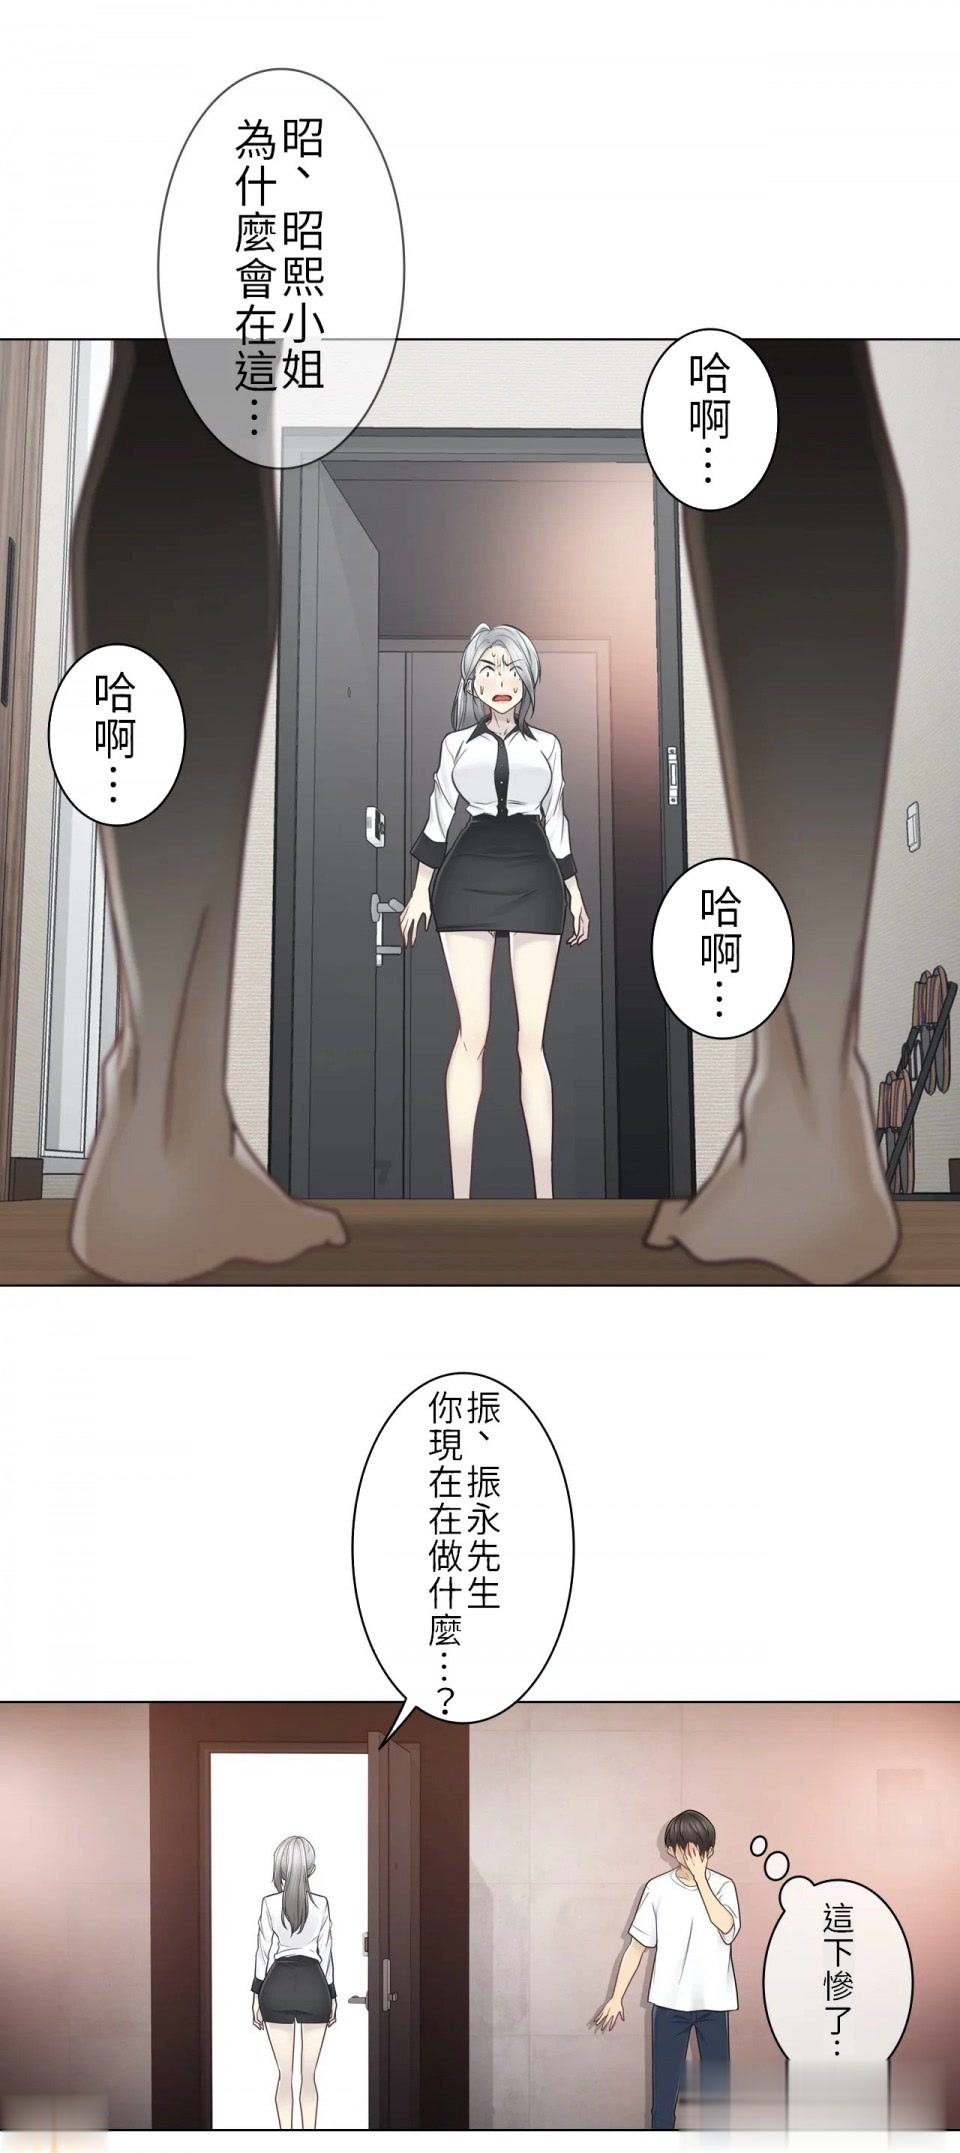 昭、昭熙小姐
為什麼會在這…
哈啊…
哈啊…
哈啊…
振、振永先生
你現在在做什麼…？
這下慘了…